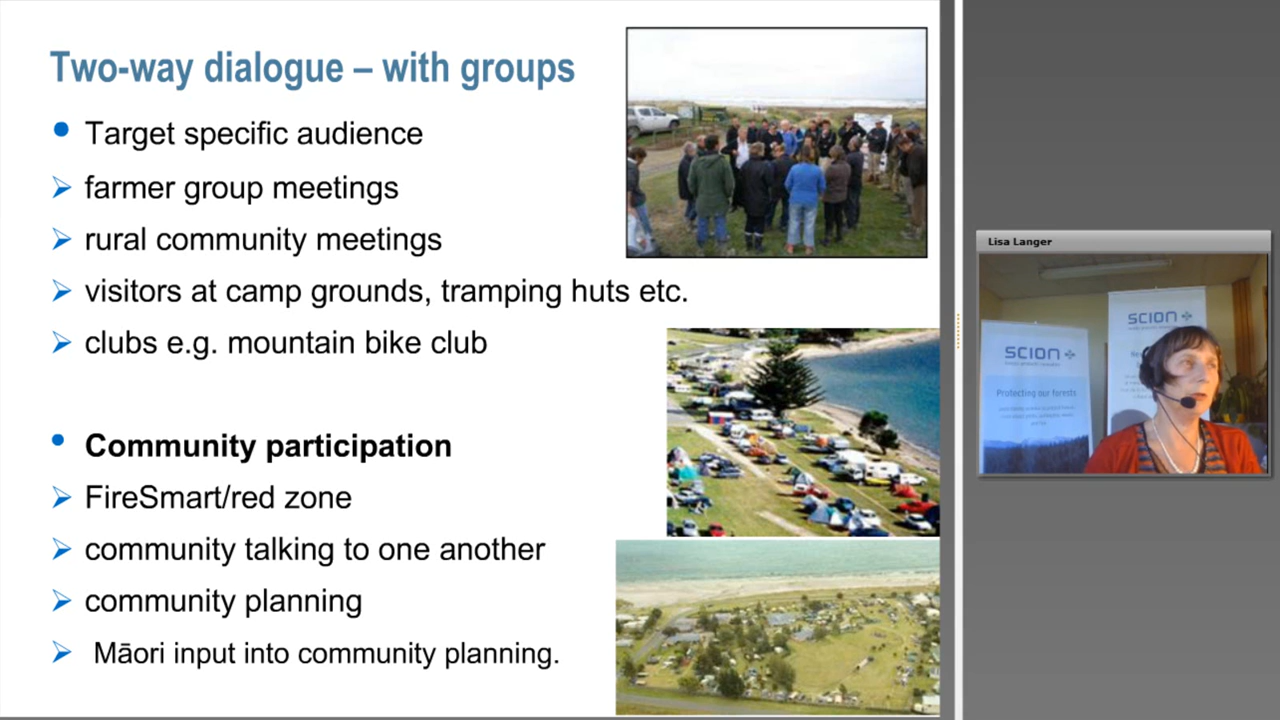 Two-way dialogue – with groups
Target specific audience
farmer group meetings
rural community meetings
visitors at camp grounds, tramping huts etc.
clubs e.g. mountain bike club
Community participation
FireSmart/red zone
community talking to one another
community planning
Māori input into community planning.
Lisa Langer
SCION
SCION
Protecting our forests